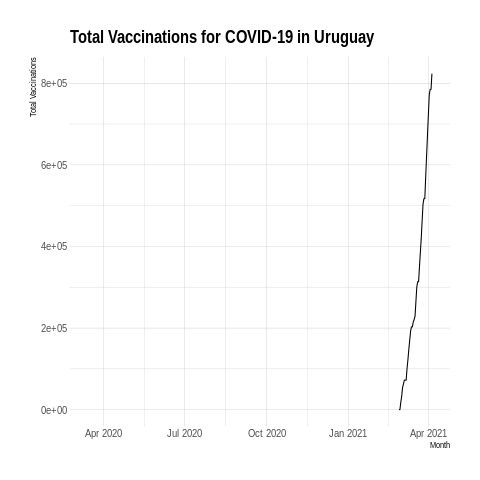 Total Vaccinations for COVID-19 in Uruguay
Total Vaccinations
8e+05
6e+05
4e+05
2e+05
0e+00
Apr 2020 Jul 2020 Oct 2020 Jan 2021 Apr 2021
Month